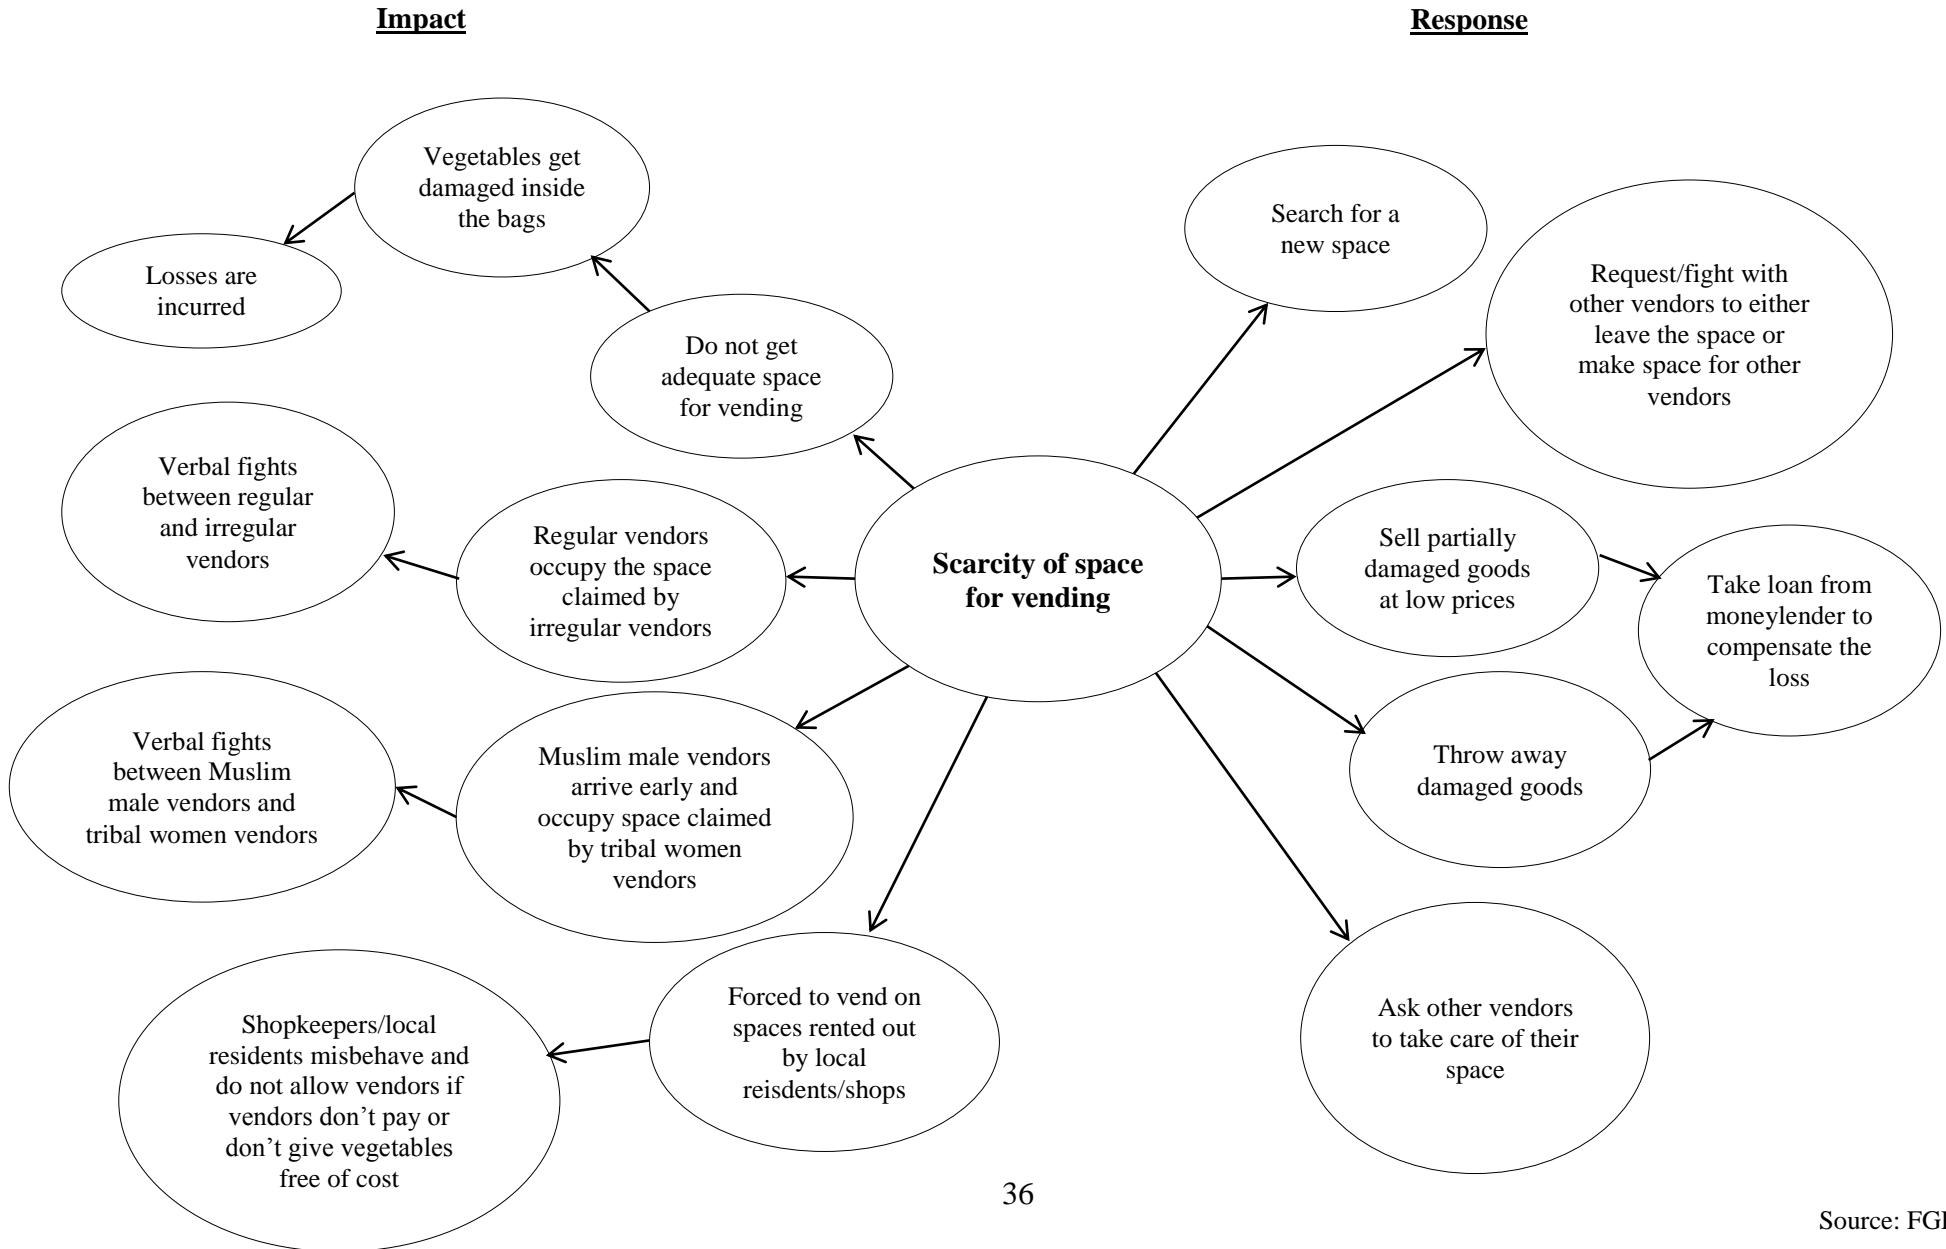 Impact
Response
Vegetables get
damaged inside
the bags
Losses are
incurred
Do not get
adequate space
for vending
Verbal fights
between regular
and irregular
vendors
Regular vendors
occupy the space
claimed by
irregular vendors
Verbal fights
between Muslim
male vendors and
tribal women vendors
Muslim male vendors
arrive early and
occupy space claimed
by tribal women
vendors
Shopkeepers/local
residents misbehave and
do not allow vendors if
vendors don’t pay or
don’t give vegetables
free of cost
Forced to vend on
spaces rented out
by local
reisdents/shops
Scarcity of space
for vending
Search for a
new space
Request/fight with
other vendors to either
leave the space or
make space for other
vendors
Sell partially
damaged goods
at low prices
Take loan from
moneylender to
compensate the
loss
Throw away
damaged goods
Ask other vendors
to take care of their
space
36
Source: